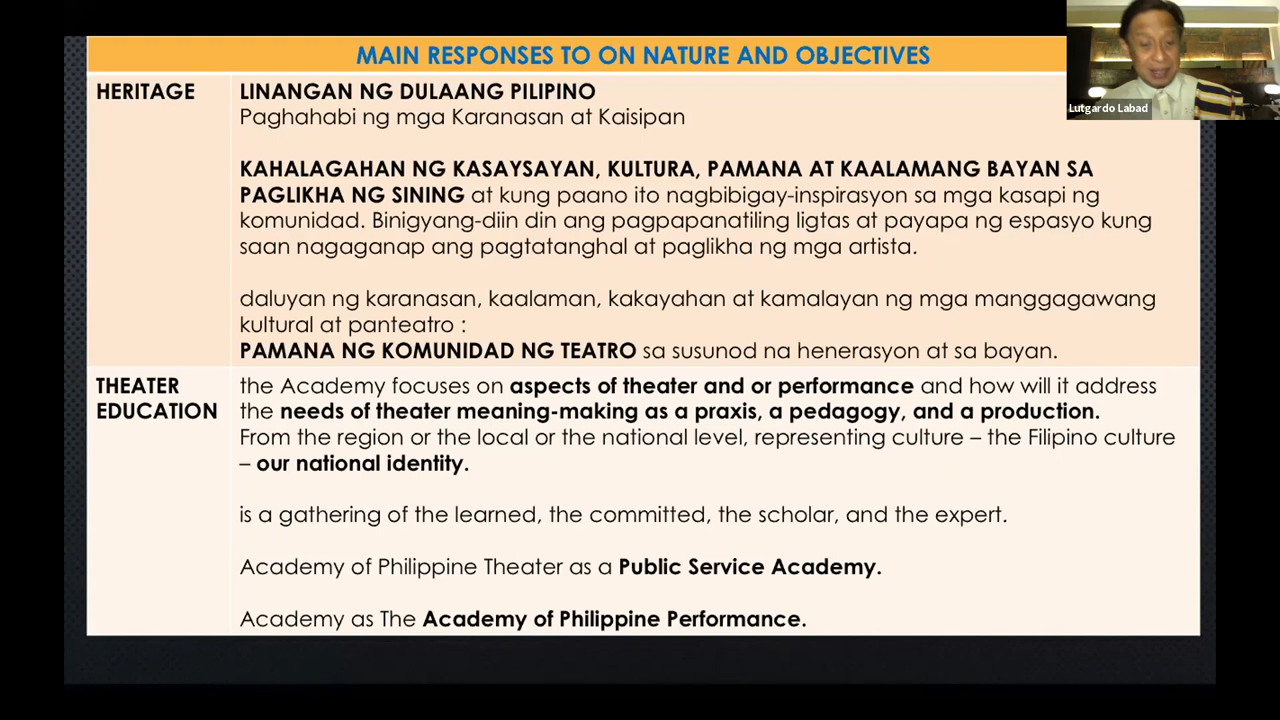 MAIN RESPONSES TO ON NATURE AND OBJECTIVES
Lutgardo Labad
HERITAGE
LINANGAN NG DULAANG PILIPINO
Paghahabi ng mga Karanasan at Kaisipan
KAHALAGAHAN NG KASAYSAYAN, KULTURA, PAMANA AT KAALAMANG BAYAN SA
PAGLIKHA NG SINING at kung paano ito nagbibigay-inspirasyon sa mga kasapi ng
komunidad. Binigyang-diin din ang pagpapanatiling ligtas at payapa ng espasyo kung
saan nagaganap ang pagtatanghal at paglikha ng mga artista.
daluyan ng karanasan, kaalaman, kakayahan at kamalayan ng mga manggagawang
kultural at panteatro :
PAMANA NG KOMUNIDAD NG TEATRO sa susunod na henerasyon at sa bayan.
THEATER
EDUCATION
the Academy focuses on aspects of theater and or performance and how will it address
the needs of theater meaning-making as a praxis, a pedagogy, and a production.
From the region or the local or the national level, representing culture – the Filipino culture
– our national identity.
is a gathering of the learned, the committed, the scholar, and the expert.
Academy of Philippine Theater as a Public Service Academy.
Academy as The Academy of Philippine Performance.